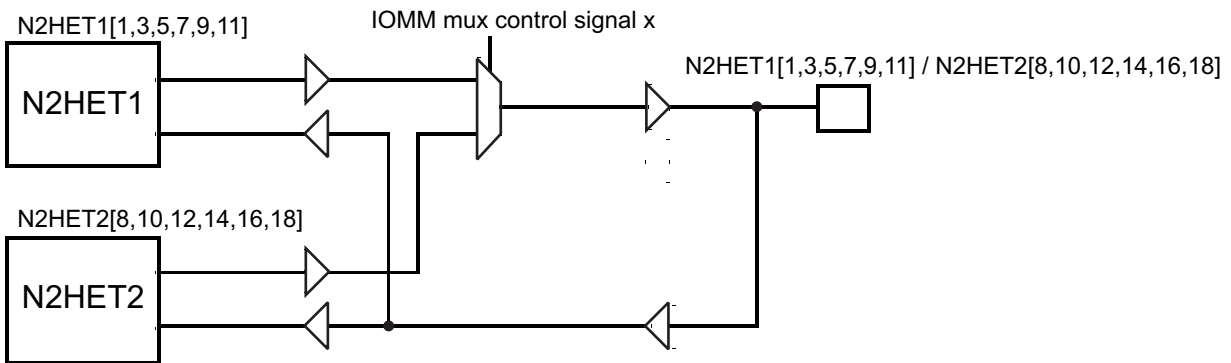 IOMM mux control signal x
N2HET1[1,3,5,7,9,11]
N2HET1[1,3,5,7,9,11] / N2HET2[8,10,12,14,16,18]
N2HET1
N2HET2[8,10,12,14,16,18]
N2HET2